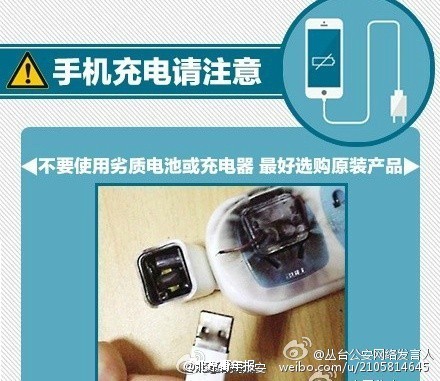 手机充电请注意
不要使用劣质电池或充电器 最好选购原装产品
@丛台公安网络发言人
weibo.com/u/2105814645